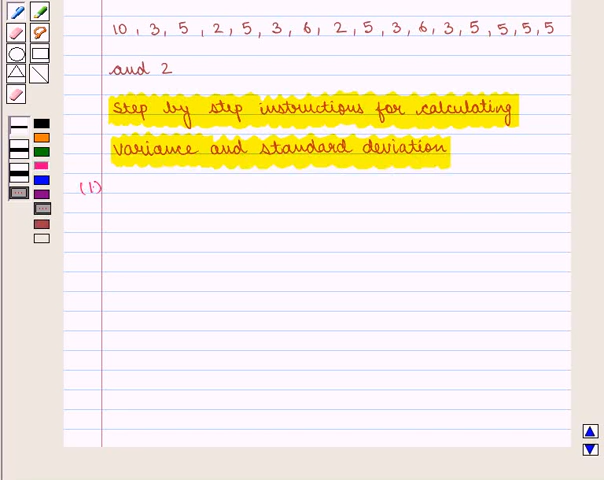 10 , 3 , 5 , 2 , 5 , 3 , 6 , 2 , 5 , 3 , 6 , 3 , 5 , 5 , 5 , 5
and 2
Step by step instructions for calculating
variance and standard deviation
(1)